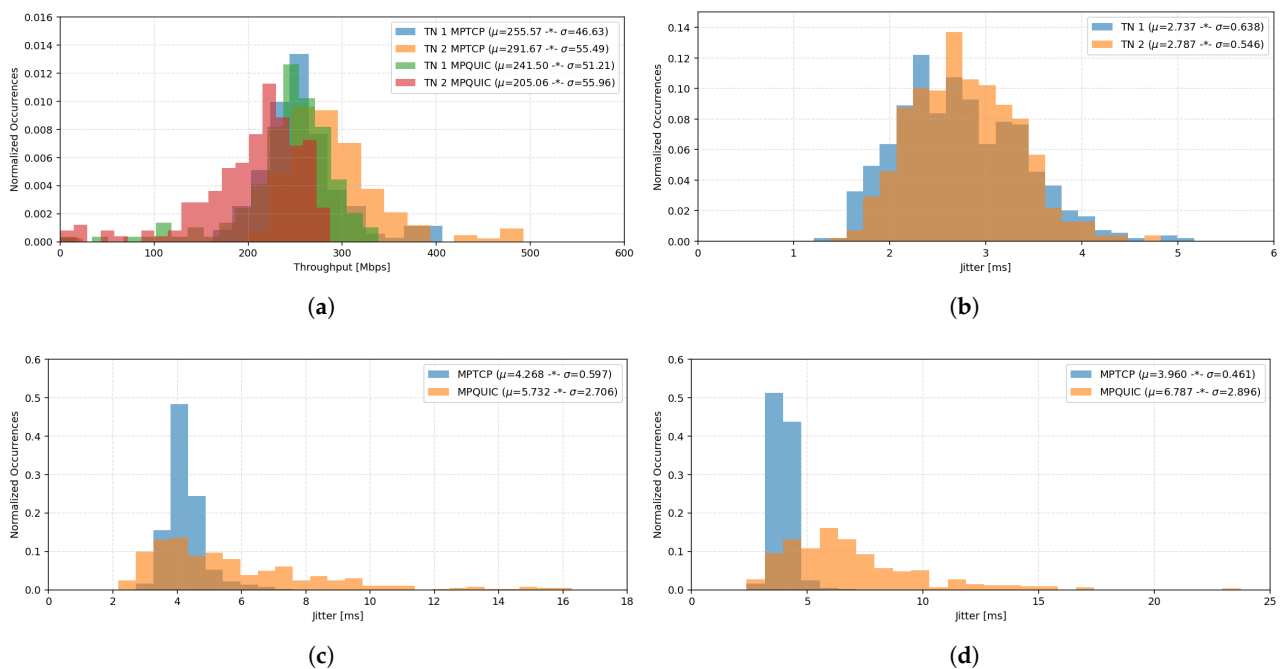 0.016
0.014
0.012
0.010
0.008
0.006
0.004
0.002
0.000
Normalized Occurrences
TN 1 MPTCP (μ=255.57 -*- σ=46.63)
TN 2 MPTCP (μ=291.67 -*- σ=55.49)
TN 1 MPQUIC (μ=241.50 -*- σ=51.21)
TN 2 MPQUIC (μ=205.06 -*- σ=55.96)
0 100 200 300 400 500 600
Throughput [Mbps]
(a)
0.14
0.12
0.10
0.08
0.06
0.04
0.02
0.00
Normalized Occurrences
TN 1 (μ=2.737 -*- σ=0.638)
TN 2 (μ=2.787 -*- σ=0.546)
0 1 2 3 4 5 6
Jitter [ms]
(b)
0.6
0.5
0.4
0.3
0.2
0.1
0.0
Normalized Occurrences
MPTCP (μ=4.268 -*- σ=0.597)
MPQUIC (μ=5.732 -*- σ=2.706)
0 2 4 6 8 10 12 14 16 18
Jitter [ms]
(c)
0.6
0.5
0.4
0.3
0.2
0.1
0.0
Normalized Occurrences
MPTCP (μ=3.960 -*- σ=0.461)
MPQUIC (μ=6.787 -*- σ=2.896)
0 5 10 15 20 25
Jitter [ms]
(d)